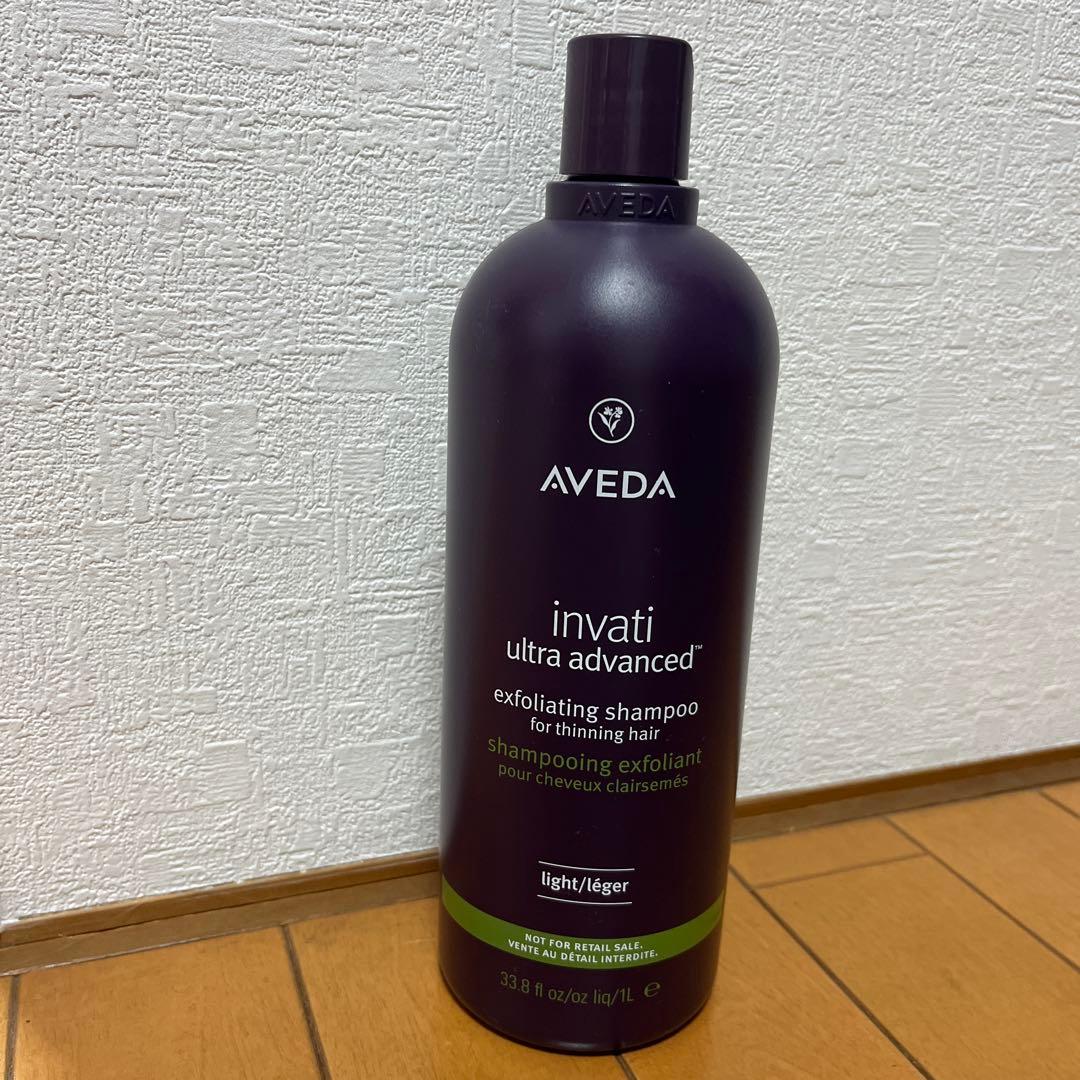 AVEDA
AVEDA
invati
ultra advanced™
exfoliating shampoo
for thinning hair
shampooing exfoliant
pour cheveux clairsemés
light/léger
NOT FOR RETAIL SALE.
VENTE AU DÉTAIL INTERDITE.
33.8 fl oz/oz liq/1L ℮